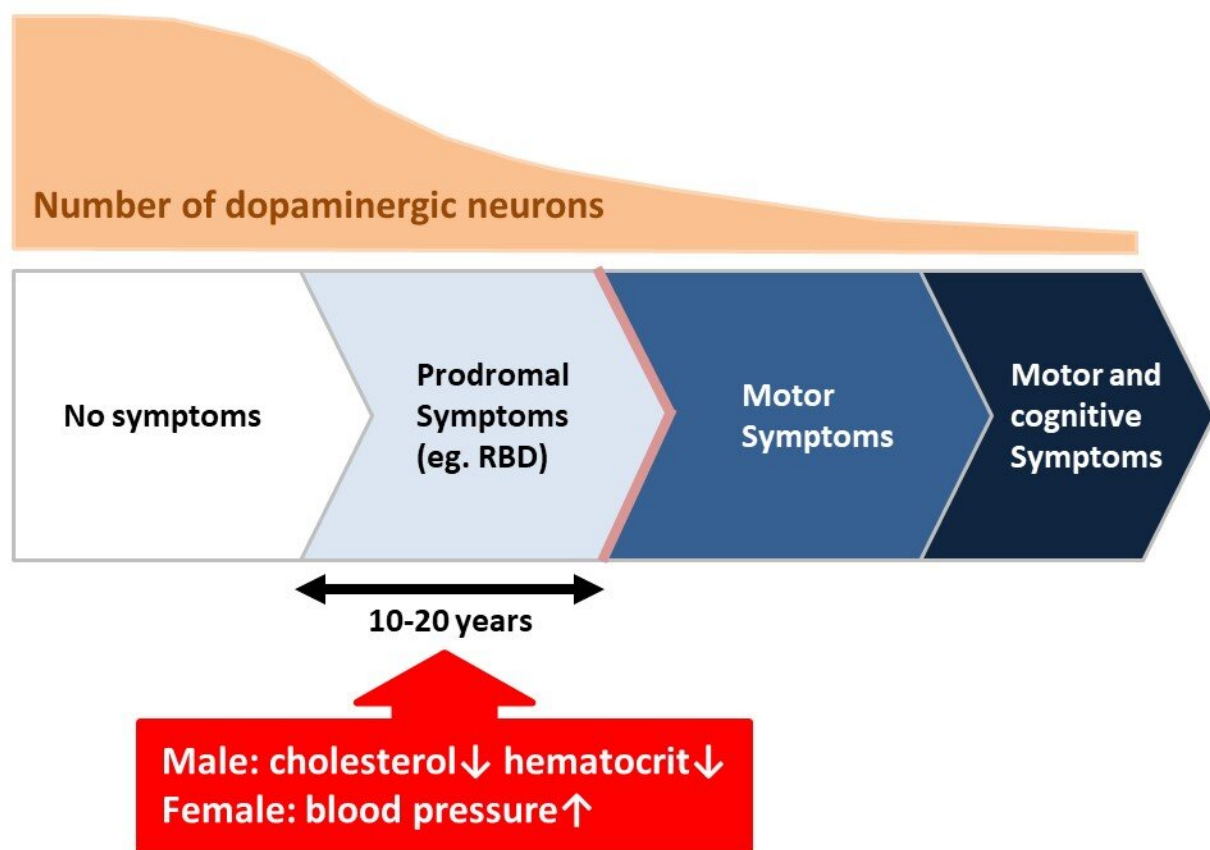 Number of dopaminergic neurons
No symptoms
Prodromal
Symptoms
(eg. RBD)
Motor
Symptoms
Motor and
cognitive
Symptoms
10-20 years
Male: cholesterol↓ hematocrit↓
Female: blood pressure↑